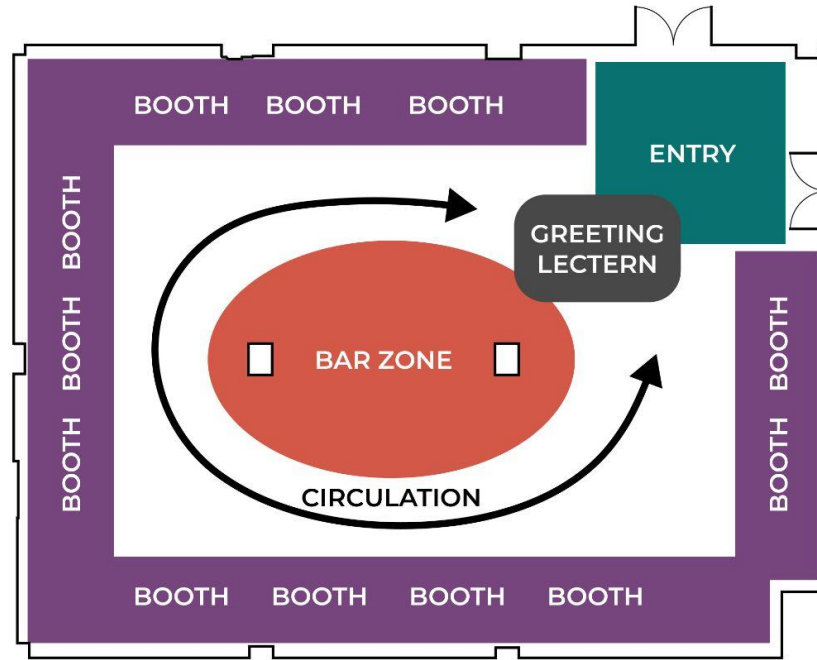 BOOTH BOOTH BOOTH
ENTRY
BOOTH
GREETING
LECTERN
BOOTH
BAR ZONE
BOOTH
BOOTH
BOOTH
CIRCULATION
BOOTH BOOTH BOOTH BOOTH